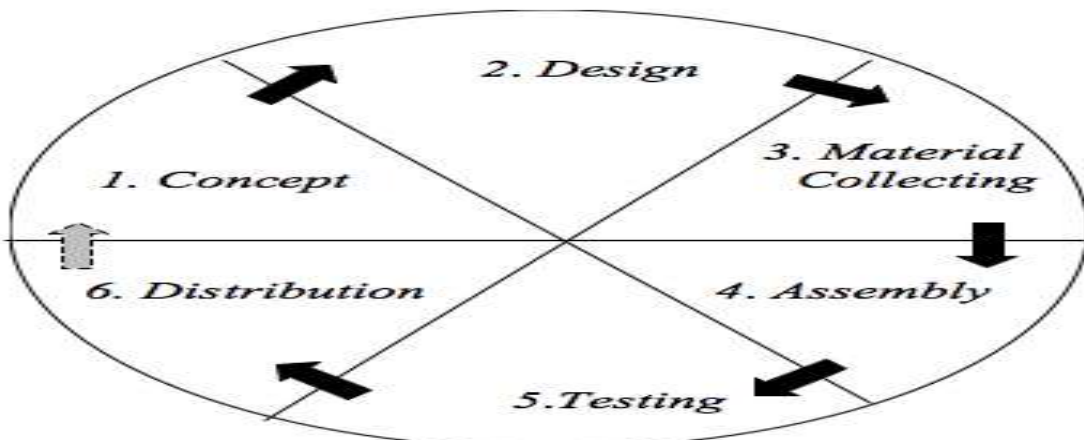 1. Concept
2. Design
3. Material
Collecting
4. Assembly
5.Testing
6. Distribution